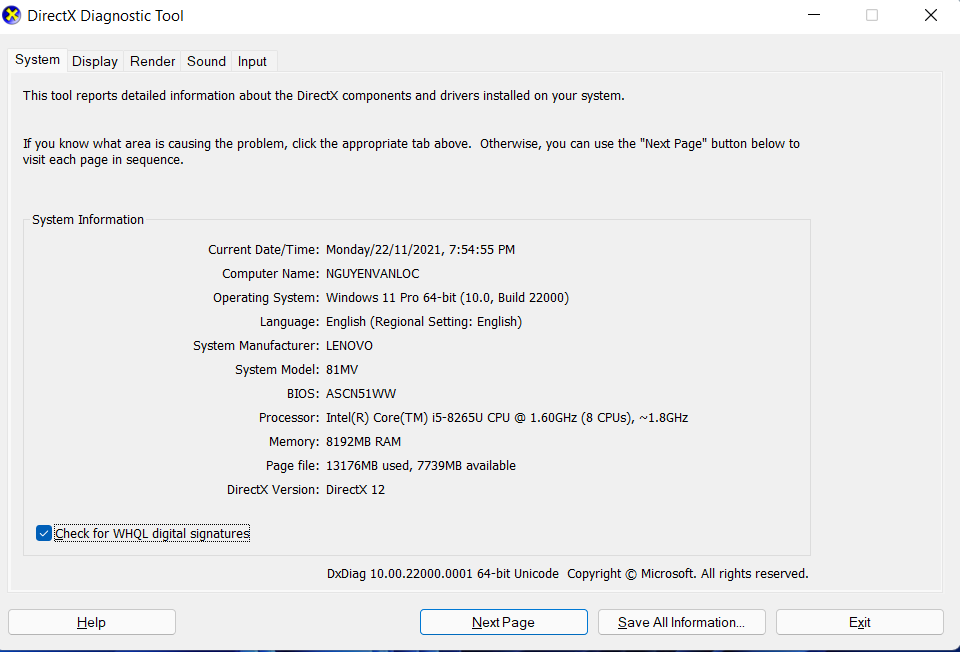 DirectX Diagnostic Tool
System Display Render Sound Input
This tool reports detailed information about the DirectX components and drivers installed on your system.
If you know what area is causing the problem, click the appropriate tab above.  Otherwise, you can use the "Next Page" button below to
visit each page in sequence.
System Information
Current Date/Time: Monday/22/11/2021, 7:54:55 PM
Computer Name: NGUYENVANLOC
Operating System: Windows 11 Pro 64-bit (10.0, Build 22000)
Language: English (Regional Setting: English)
System Manufacturer: LENOVO
System Model: 81MV
BIOS: ASCN51WW
Processor: Intel(R) Core(TM) i5-8265U CPU @ 1.60GHz (8 CPUs), ~1.8GHz
Memory: 8192MB RAM
Page file: 13176MB used, 7739MB available
DirectX Version: DirectX 12
Check for WHQL digital signatures
DxDiag 10.00.22000.0001 64-bit Unicode  Copyright © Microsoft. All rights reserved.
Help Next Page Save All Information... Exit